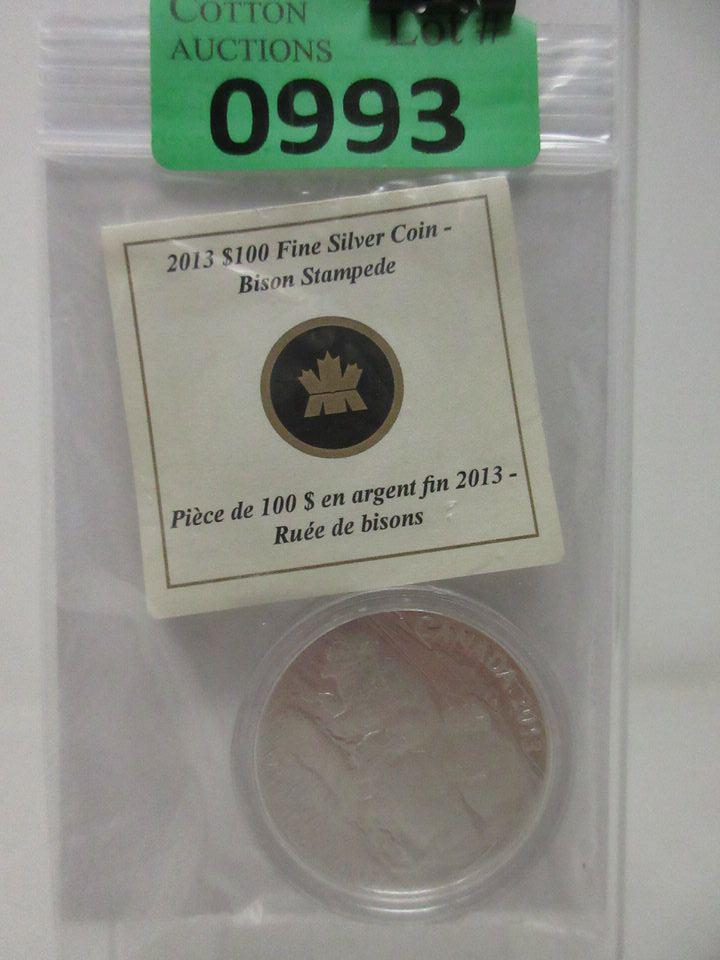 COTTON
AUCTIONS
Lot #
0993
2013 $100 Fine Silver Coin -
Bison Stampede
Pièce de 100 $ en argent fin 2013 -
Ruée de bisons
CANADA 2013